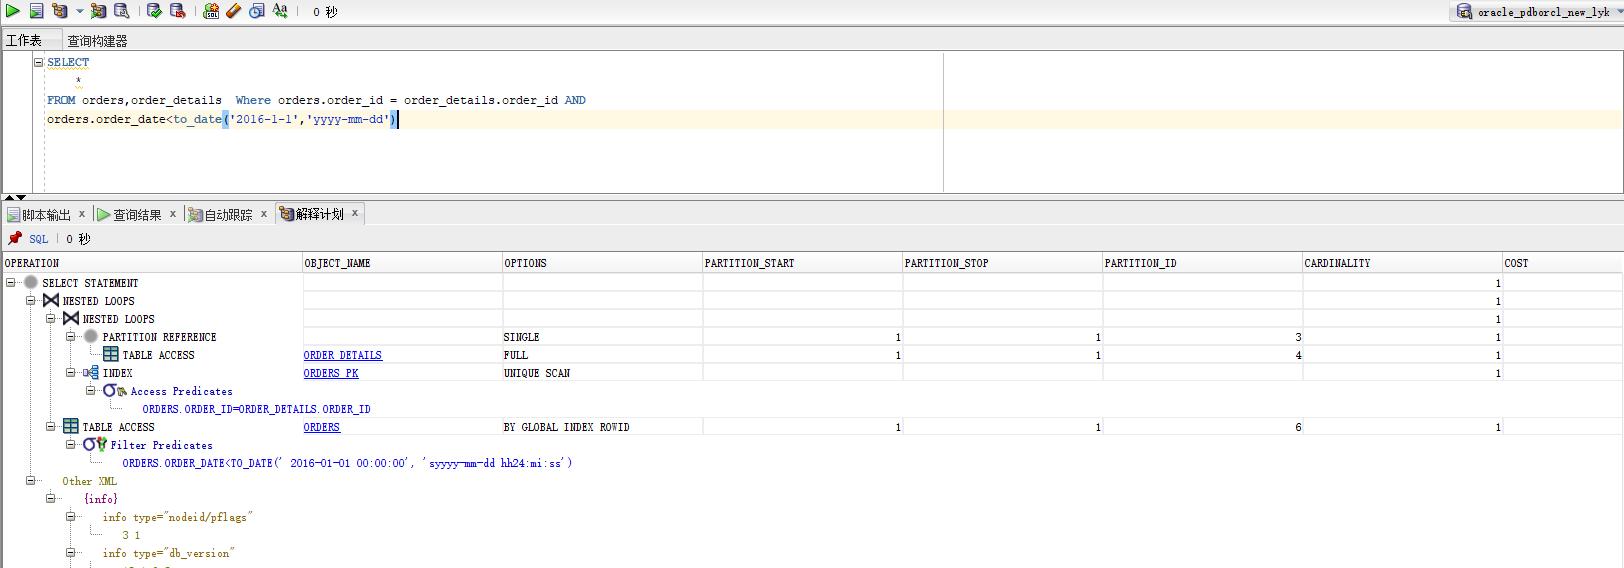 0 秒
oracle_pdborcl_new_lyk
工作表 查询构建器
SELECT
*
FROM orders,order_details Where orders.order_id = order_details.order_id AND
orders.order_date<to_date('2016-1-1','yyyy-mm-dd')
脚本输出 x 查询结果 x 自动跟踪 x 解释计划 x
SQL 0 秒
OPERATION OBJECT_NAME OPTIONS PARTITION_START PARTITION_STOP PARTITION_ID CARDINALITY COST
SELECT STATEMENT 1
NESTED LOOPS 1
NESTED LOOPS 1
PARTITION REFERENCE SINGLE 1 1 3 1
TABLE ACCESS ORDER_DETAILS FULL 1 1 4 1
INDEX ORDERS_PK UNIQUE SCAN 1
Access Predicates
ORDERS.ORDER_ID=ORDER_DETAILS.ORDER_ID
TABLE ACCESS ORDERS BY GLOBAL INDEX ROWID 1 1 6 1
Filter Predicates
ORDERS.ORDER_DATE<TO_DATE(' 2016-01-01 00:00:00', 'syyyy-mm-dd hh24:mi:ss')
Other XML
{info}
info type="nodeid/pflags"
3 1
info type="db_version"